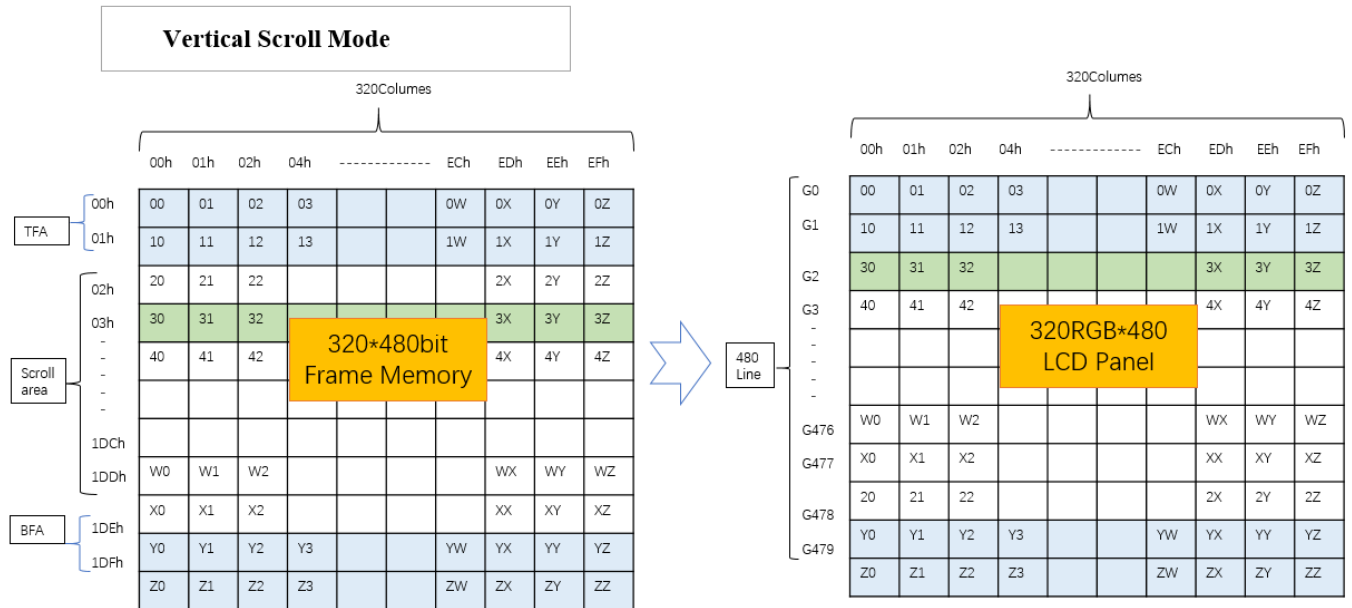 Vertical Scroll Mode
320Columes
00h 01h 02h 04h ---------------- ECh EDh EEh EFh
TFA
00h 00 01 02 03 0W 0X 0Y 0Z
01h 10 11 12 13 1W 1X 1Y 1Z
Scroll area
02h 20 21 22 2X 2Y 2Z
03h 30 31 32 3X 3Y 3Z
- 40 41 42 4X 4Y 4Z
-
-
-
-
1DCh
1DDh W0 W1 W2 WX WY WZ
BFA
1DEh X0 X1 X2 XX XY XZ
1DFh Y0 Y1 Y2 Y3 YW YX YY YZ
Z0 Z1 Z2 Z3 ZW ZX ZY ZZ
320*480bit
Frame Memory
320Columes
00h 01h 02h 04h ---------------- ECh EDh EEh EFh
480 Line
G0 00 01 02 03 0W 0X 0Y 0Z
G1 10 11 12 13 1W 1X 1Y 1Z
G2 30 31 32 3X 3Y 3Z
G3 40 41 42 4X 4Y 4Z
-
-
-
-
G476 W0 W1 W2 WX WY WZ
G477 X0 X1 X2 XX XY XZ
G478 20 21 22 2X 2Y 2Z
G479 Y0 Y1 Y2 Y3 YW YX YY YZ
Z0 Z1 Z2 Z3 ZW ZX ZY ZZ
320RGB*480
LCD Panel